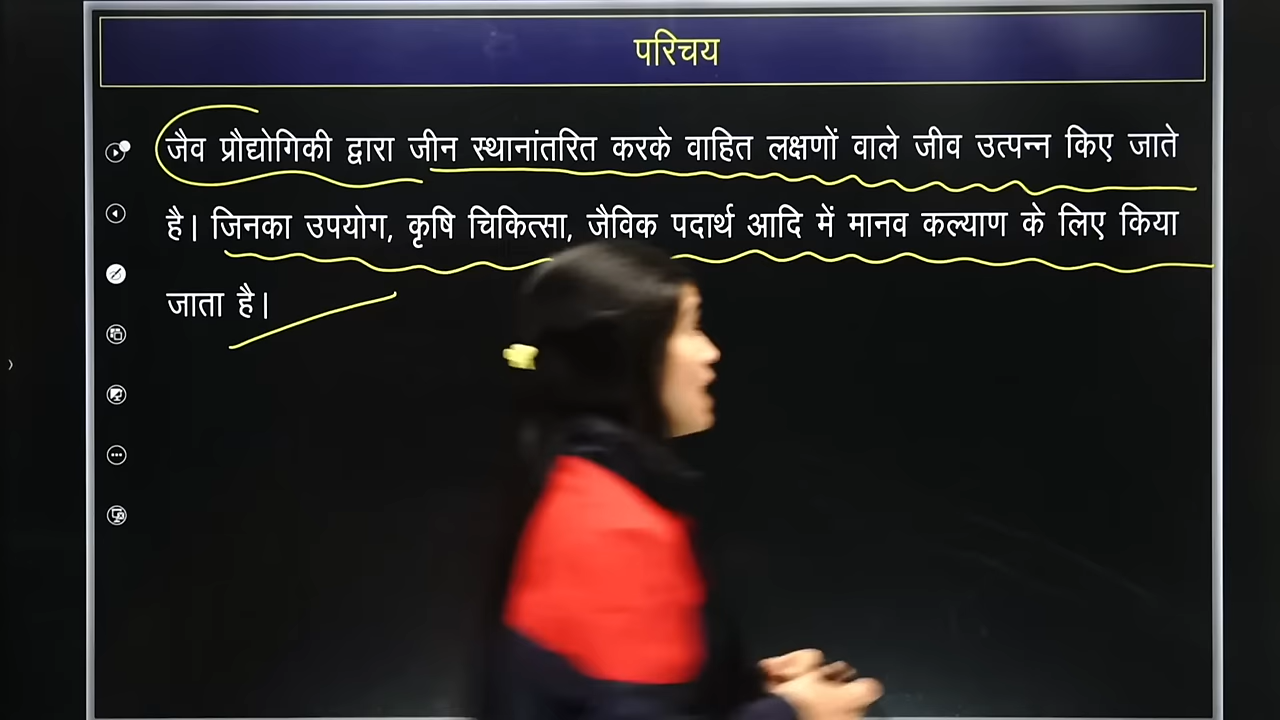 परिचय
जैव प्रौद्योगिकी द्वारा जीन स्थानांतरित करके वाहित लक्षणों वाले जीव उत्पन्न किए जाते
है। जिनका उपयोग, कृषि चिकित्सा, जैविक पदार्थ आदि में मानव कल्याण के लिए किया
जाता है।